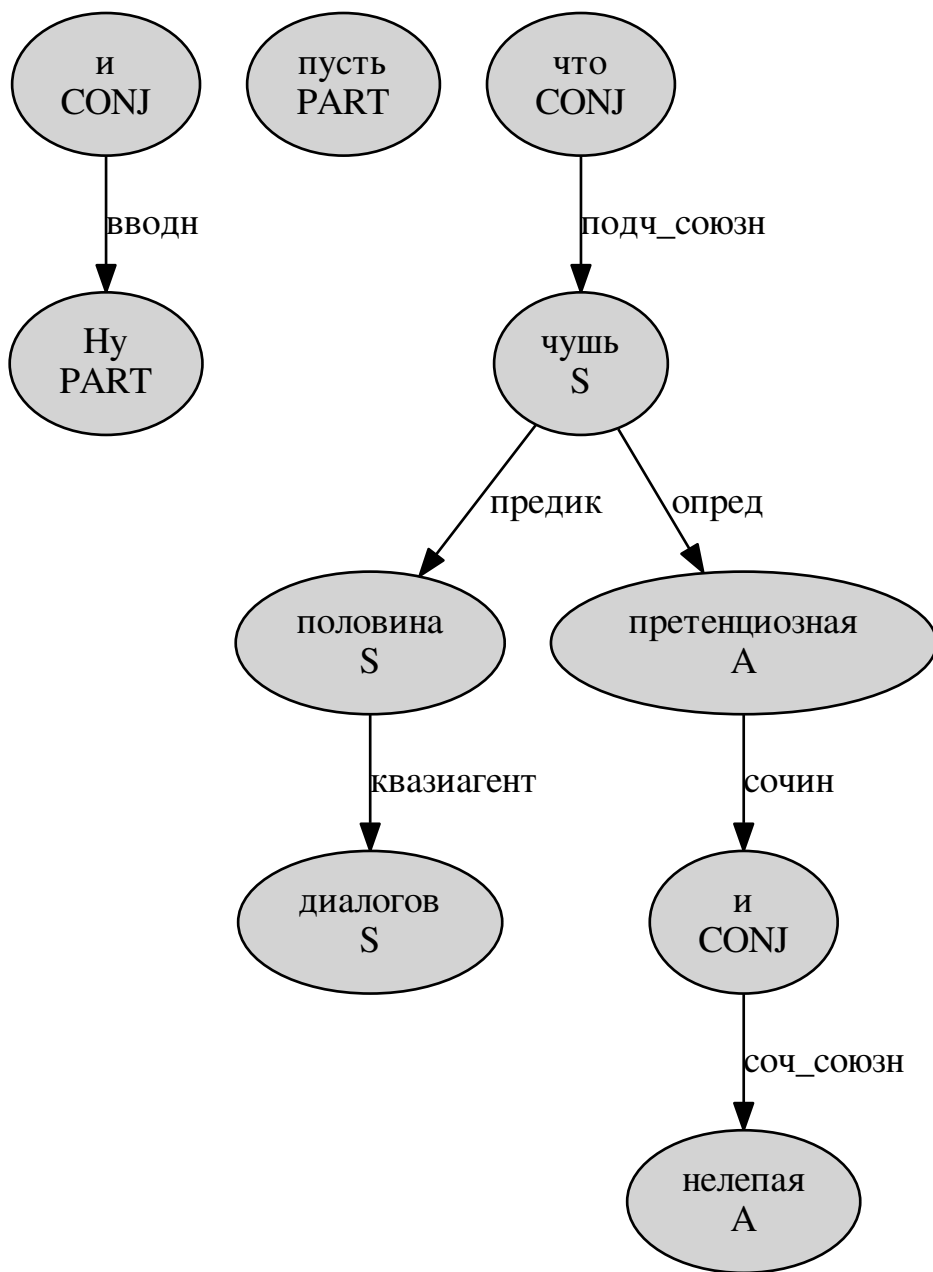 и
CONJ
пусть
PART
что
CONJ
вводн
подч_союзн
Ну
PART
чушь
S
предик
опред
половина
S
претенциозная
A
квазиагент
сочин
диалогов
S
и
CONJ
соч_союзн
нелепая
A